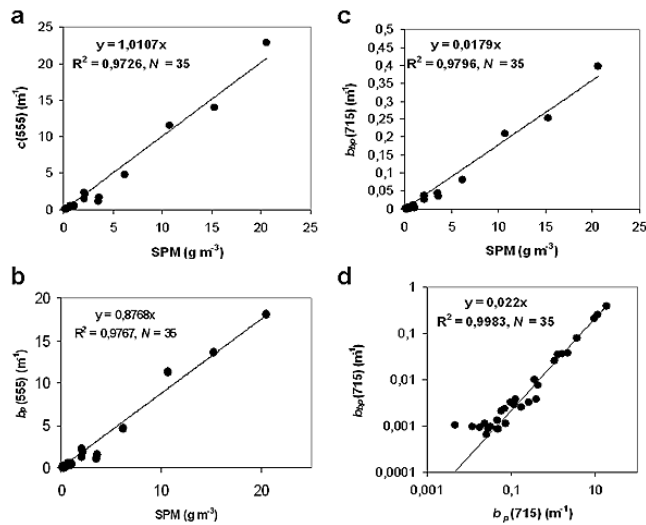 a
y = 1,0107x
R² = 0,9726, N = 35
25
20
15
10
5
0
c(555) (m⁻¹)
0 5 10 15 20 25
SPM (g m⁻³)
b
y=0,8768x
R² = 0,9767, N = 35
20
15
10
5
0
bₚ(555) (m⁻¹)
0 10 20
SPM (g m⁻³)
c
y = 0,0179x
R² = 0,9796, N = 35
0,5
0,45
0,4
0,35
0,3
0,25
0,2
0,15
0,1
0,05
0
b_bp(715) (m⁻¹)
0 5 10 15 20 25
SPM (g m⁻³)
d
y = 0,022x
R² = 0,9983, N = 35
1
0,1
0,01
0,001
0,0001
b_bp(715) (m⁻¹)
0,001 0,1 10
b_p(715) (m⁻¹)